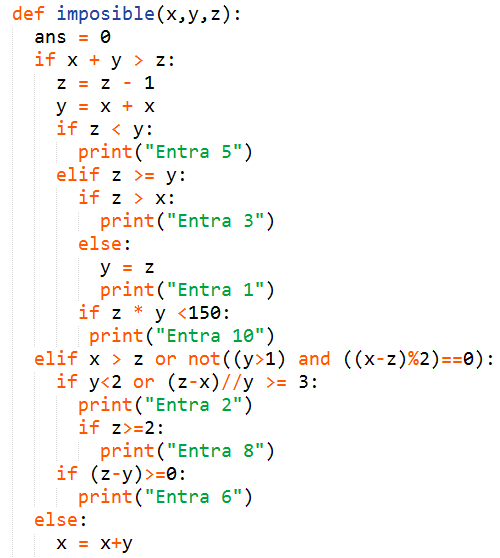 def imposible(x,y,z):
  ans = 0
  if x + y > z:
    z = z - 1
    y = x + x
    if z < y:
      print("Entra 5")
    elif z >= y:
      if z > x:
        print("Entra 3")
      else:
        y = z
        print("Entra 1")
      if z * y <150:
       print("Entra 10")
  elif x > z or not((y>1) and ((x-z)%2)==0):
    if y<2 or (z-x)//y >= 3:
      print("Entra 2")
      if z>=2:
        print("Entra 8")
    if (z-y)>=0:
      print("Entra 6")
  else:
    x = x+y